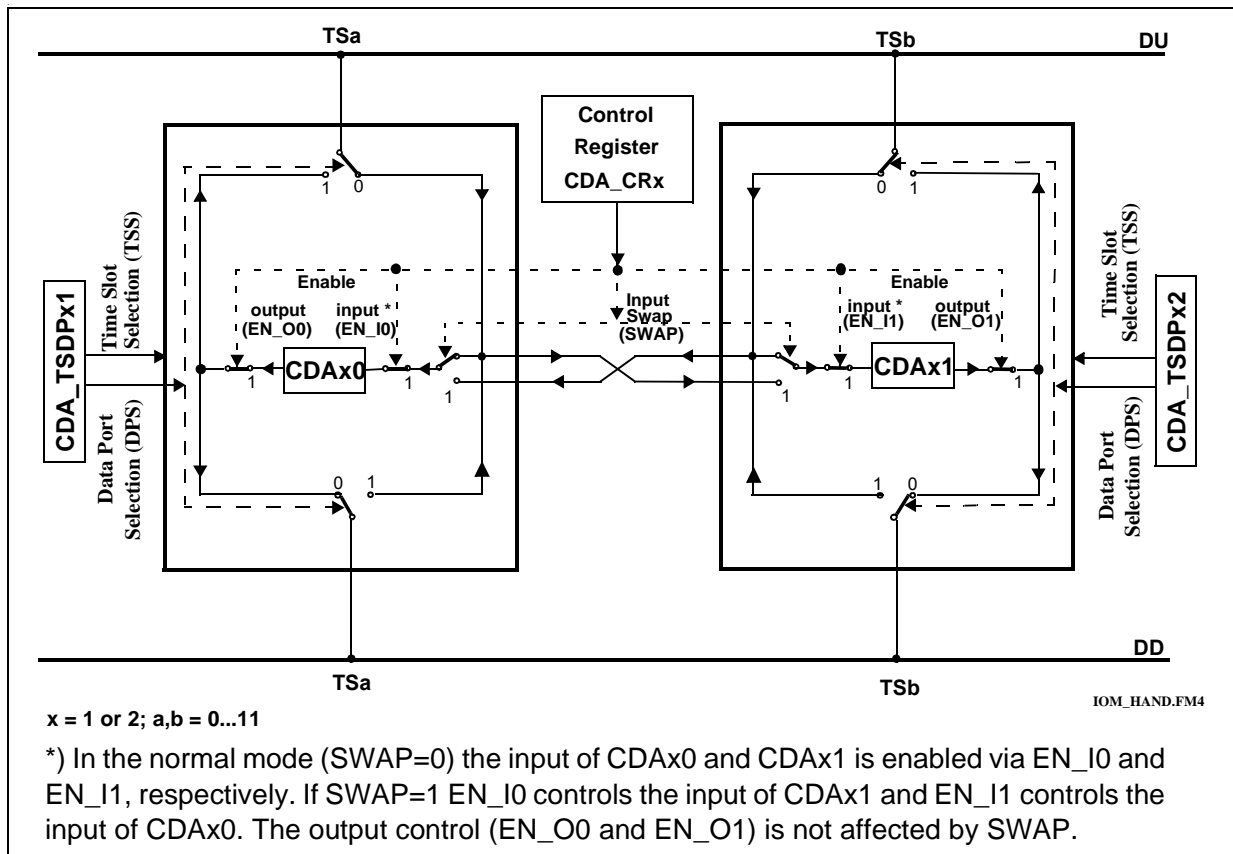 TSa
TSb
DU
Control
Register
CDA_CRx
1
0
0
1
Time Slot
Selection (TSS)
Time Slot
Selection (TSS)
Enable
Enable
output
(EN_O0)
input *
(EN_I0)
Input
Swap
(SWAP)
input *
(EN_I1)
output
(EN_O1)
CDA_TSDPx1
CDAx0
CDAx1
CDA_TSDPx2
1
1
1
1
1
1
Data Port
Selection (DPS)
Data Port
Selection (DPS)
0
1
1
0
DD
TSa
TSb
IOM_HAND.FM4
x = 1 or 2; a,b = 0...11
*) In the normal mode (SWAP=0) the input of CDAx0 and CDAx1 is enabled via EN_I0 and
EN_I1, respectively. If SWAP=1 EN_I0 controls the input of CDAx1 and EN_I1 controls the
input of CDAx0. The output control (EN_O0 and EN_O1) is not affected by SWAP.